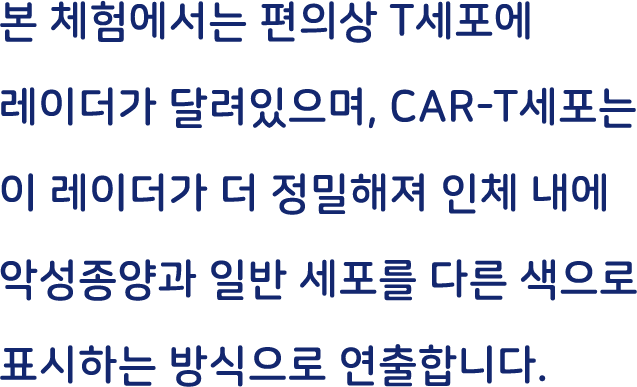 본 체험에서는 편의상 T세포에
레이더가 달려있으며, CAR-T세포는
이 레이더가 더 정밀해져 인체 내에
악성종양과 일반 세포를 다른 색으로
표시하는 방식으로 연출합니다.